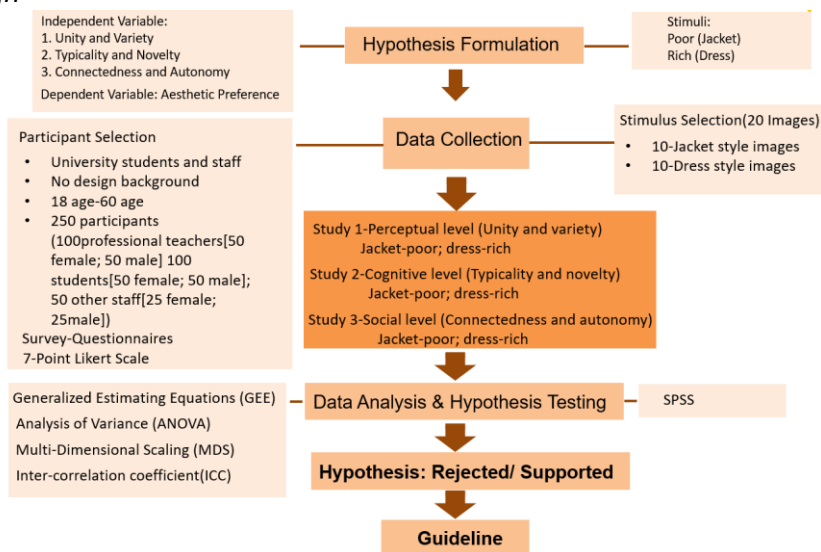 Independent Variable:
1. Unity and Variety
2. Typicality and Novelty
3. Connectedness and Autonomy
Dependent Variable: Aesthetic Preference
Hypothesis Formulation
Stimuli:
Poor (Jacket)
Rich (Dress)
Participant Selection
• University students and staff
• No design background
• 18 age-60 age
• 250 participants
(100professional teachers[50
female; 50 male] 100
students[50 female; 50 male];
50 other staff[25 female;
25male])
Survey-Questionnaires
7-Point Likert Scale
Data Collection
Stimulus Selection(20 Images)
• 10-Jacket style images
• 10-Dress style images
Study 1-Perceptual level (Unity and variety)
Jacket-poor; dress-rich
Study 2-Cognitive level (Typicality and novelty)
Jacket-poor; dress-rich
Study 3-Social level (Connectedness and autonomy)
Jacket-poor; dress-rich
Generalized Estimating Equations (GEE)
Analysis of Variance (ANOVA)
Multi-Dimensional Scaling (MDS)
Inter-correlation coefficient(ICC)
Data Analysis & Hypothesis Testing
SPSS
Hypothesis: Rejected/ Supported
Guideline